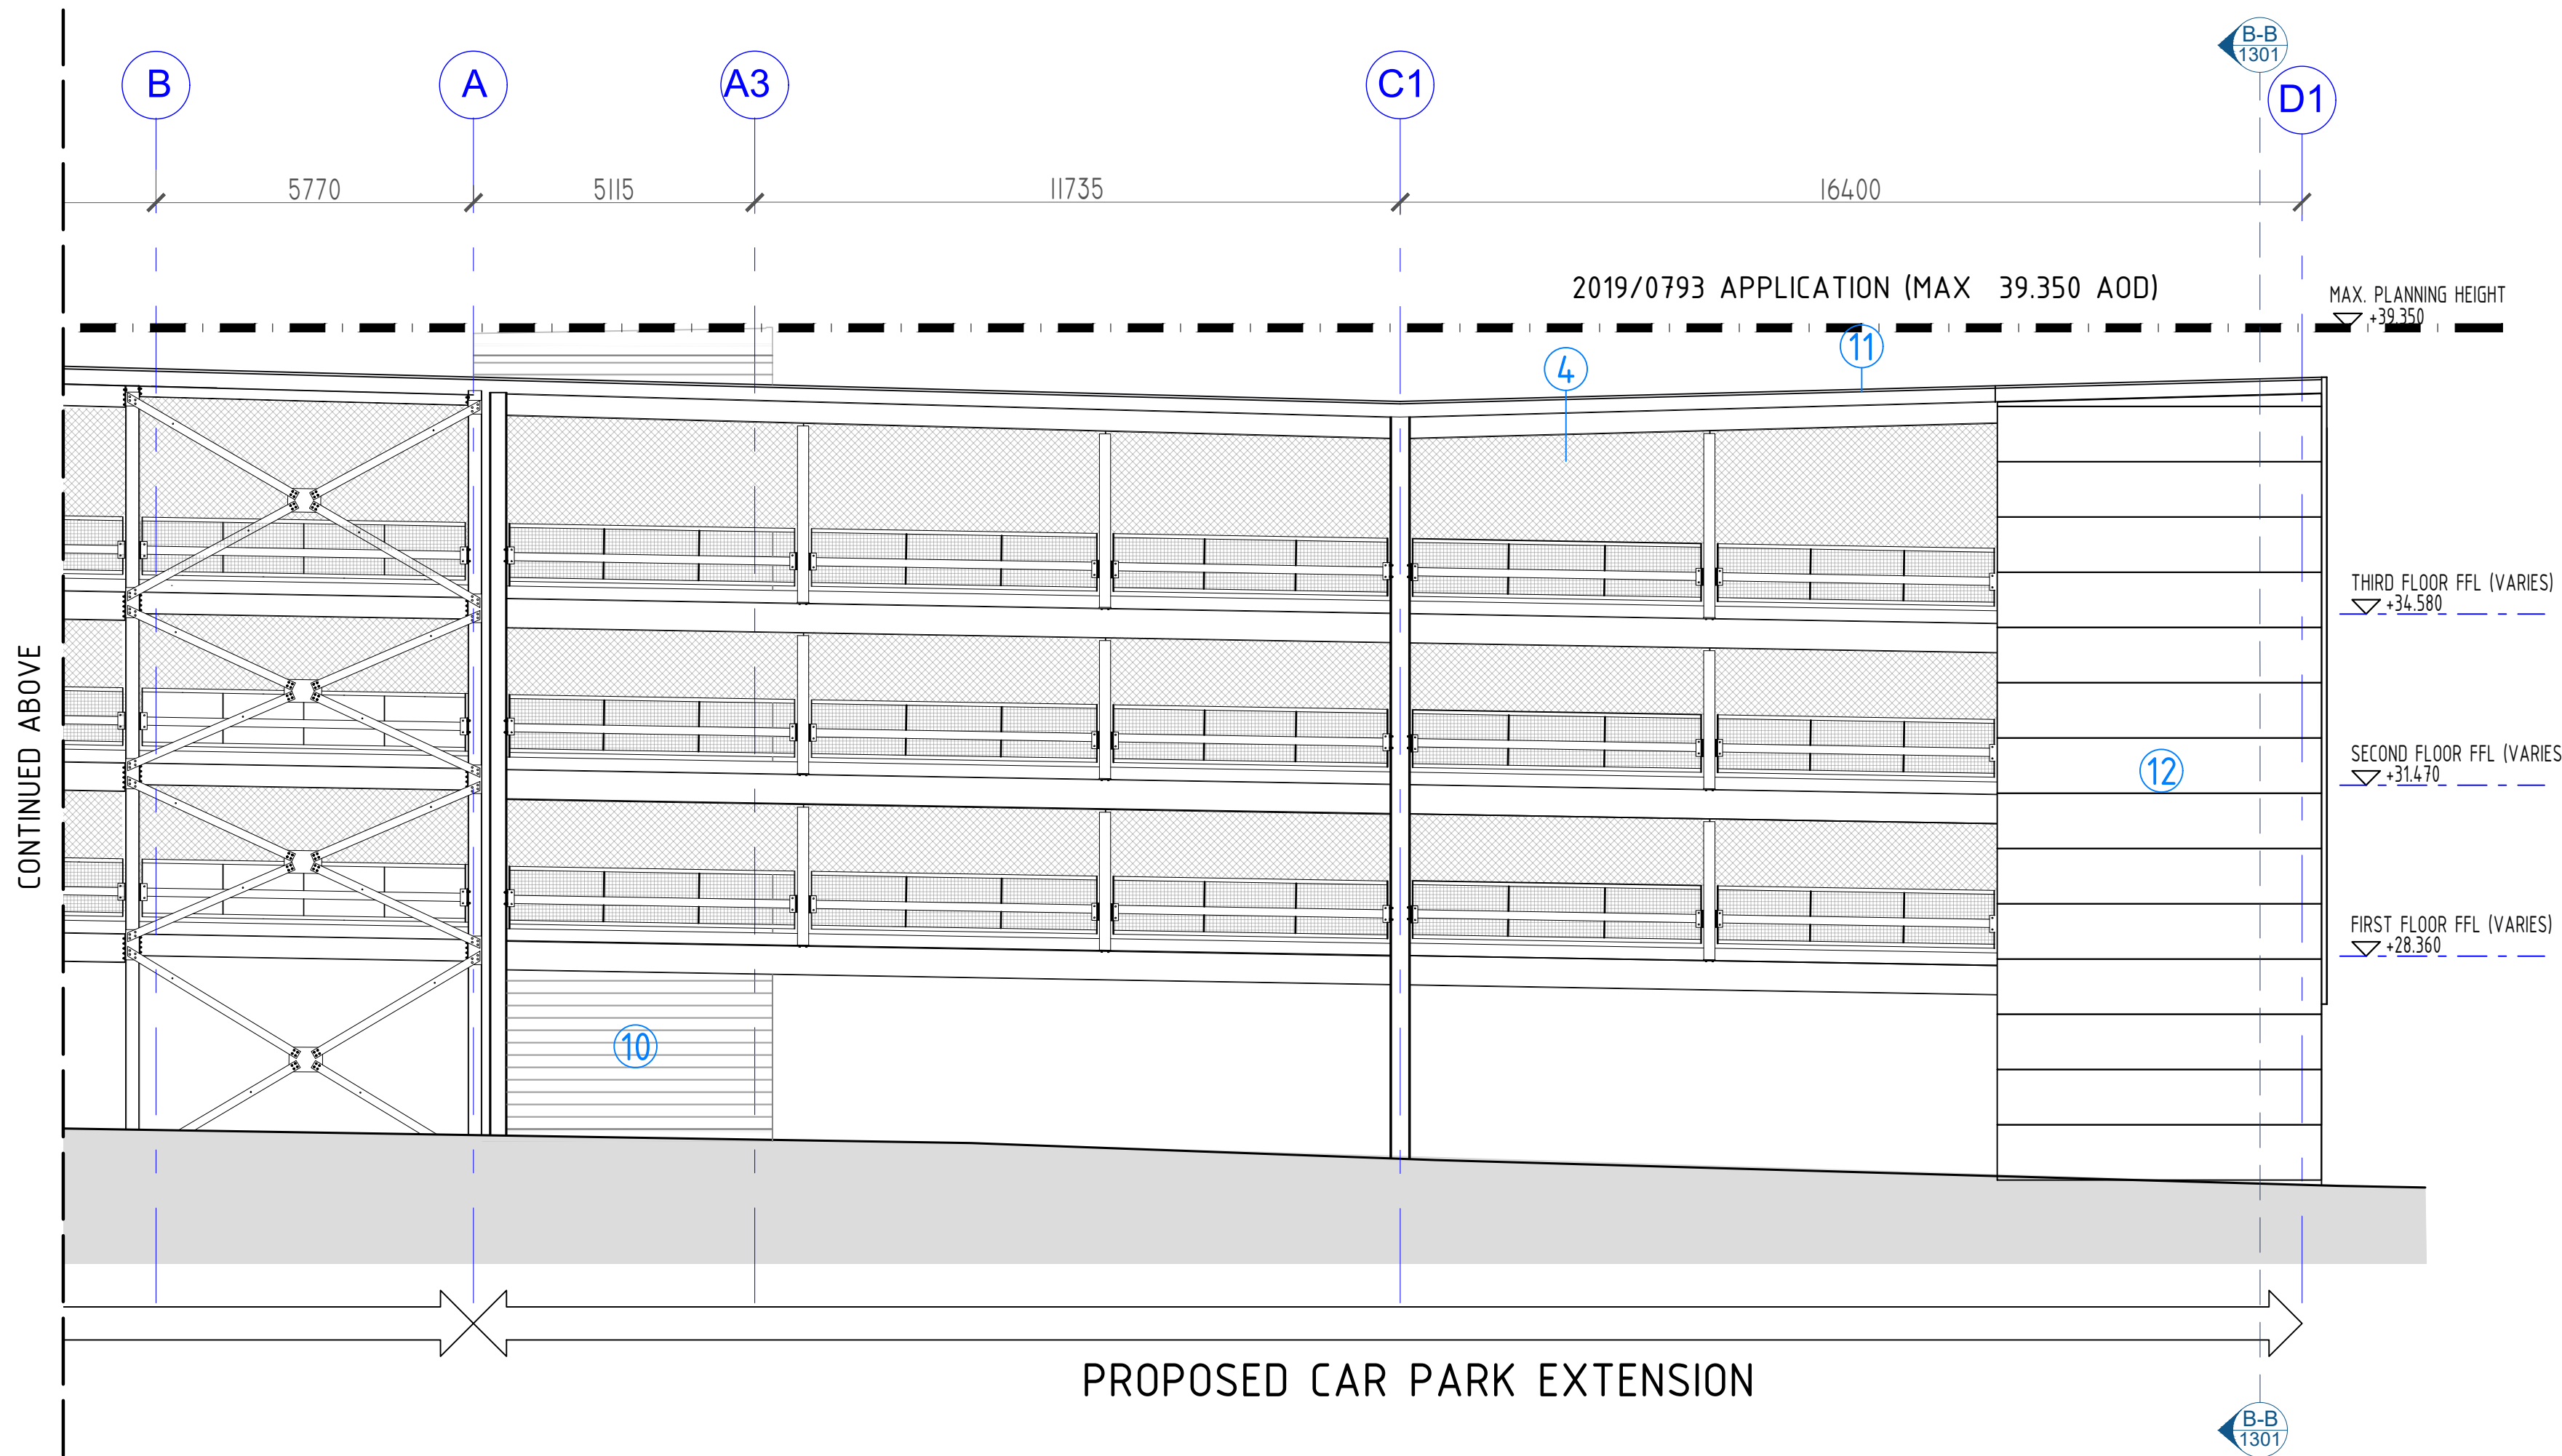 B-B
1301
B
A
A3
C1
D1
5770
5115
11735
16400
2019/0793 APPLICATION (MAX 39.350 AOD)
MAX. PLANNING HEIGHT
+39.350
11
4
THIRD FLOOR FFL (VARIES)
+34.580
CONTINUED ABOVE
SECOND FLOOR FFL (VARIES
+31.470
12
FIRST FLOOR FFL (VARIES)
+28.360
10
PROPOSED CAR PARK EXTENSION
B-B
1301